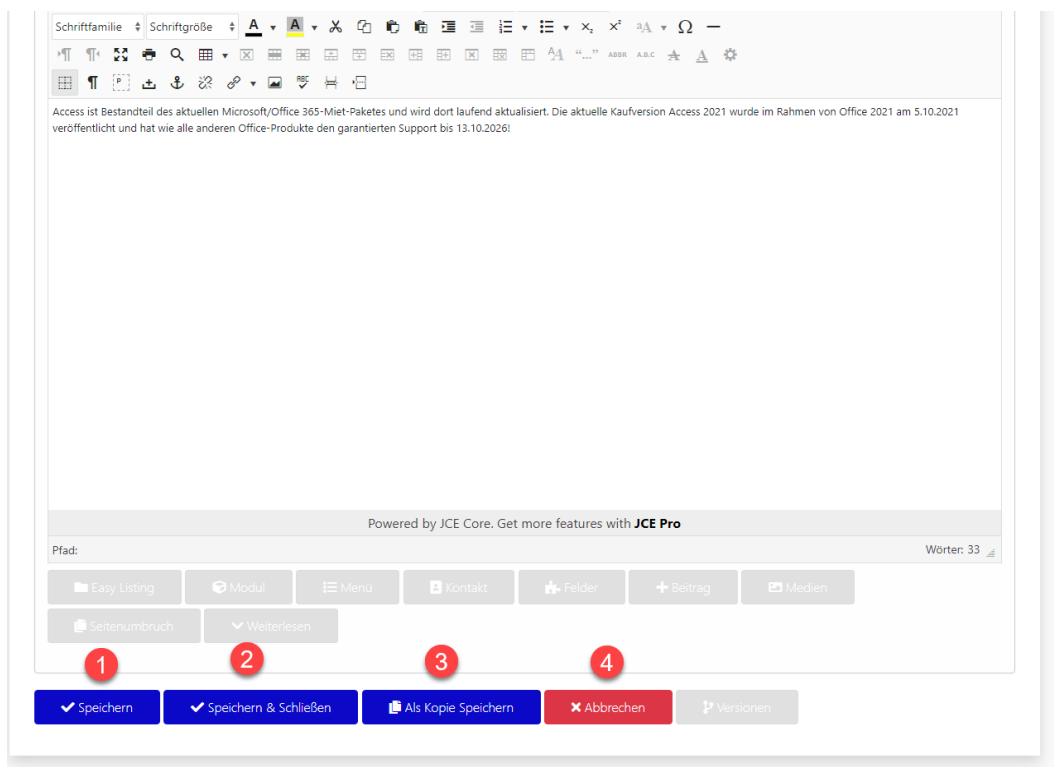 Schriftfamilie Schriftgröße A A Ω
ABBR A.B.C
ABC
Access ist Bestandteil des aktuellen Microsoft/Office 365-Miet-Paketes und wird dort laufend aktualisiert. Die aktuelle Kaufversion Access 2021 wurde im Rahmen von Office 2021 am 5.10.2021
veröffentlicht und hat wie alle anderen Office-Produkte den garantierten Support bis 13.10.2026!
Powered by JCE Core. Get more features with JCE Pro
Pfad: Wörter: 33
Easy Listing Modul Menü Kontakt Felder Beitrag Medien
Seitenumbruch Weiterlesen
1 2 3 4
Speichern Speichern & Schließen Als Kopie Speichern Abbrechen Versionen